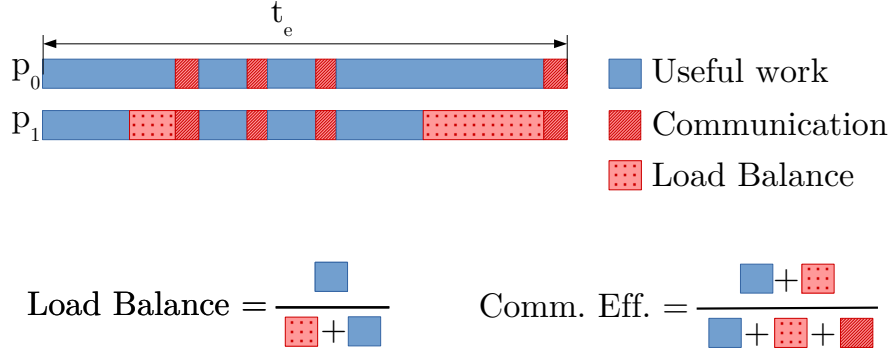 t_e
p_0
p_1
Useful work
Communication
Load Balance
Load Balance = + 
Comm. Eff. = + + +